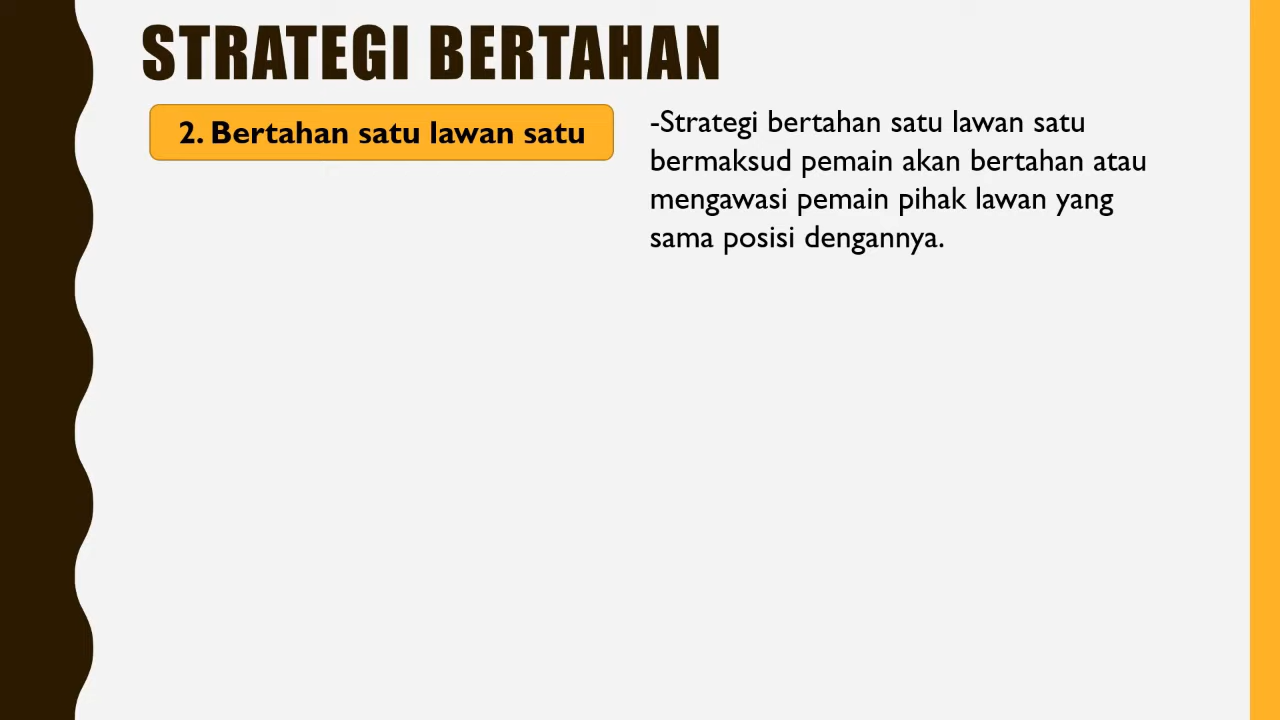 STRATEGI BERTAHAN
2. Bertahan satu lawan satu
-Strategi bertahan satu lawan satu
bermaksud pemain akan bertahan atau
mengawasi pemain pihak lawan yang
sama posisi dengannya.